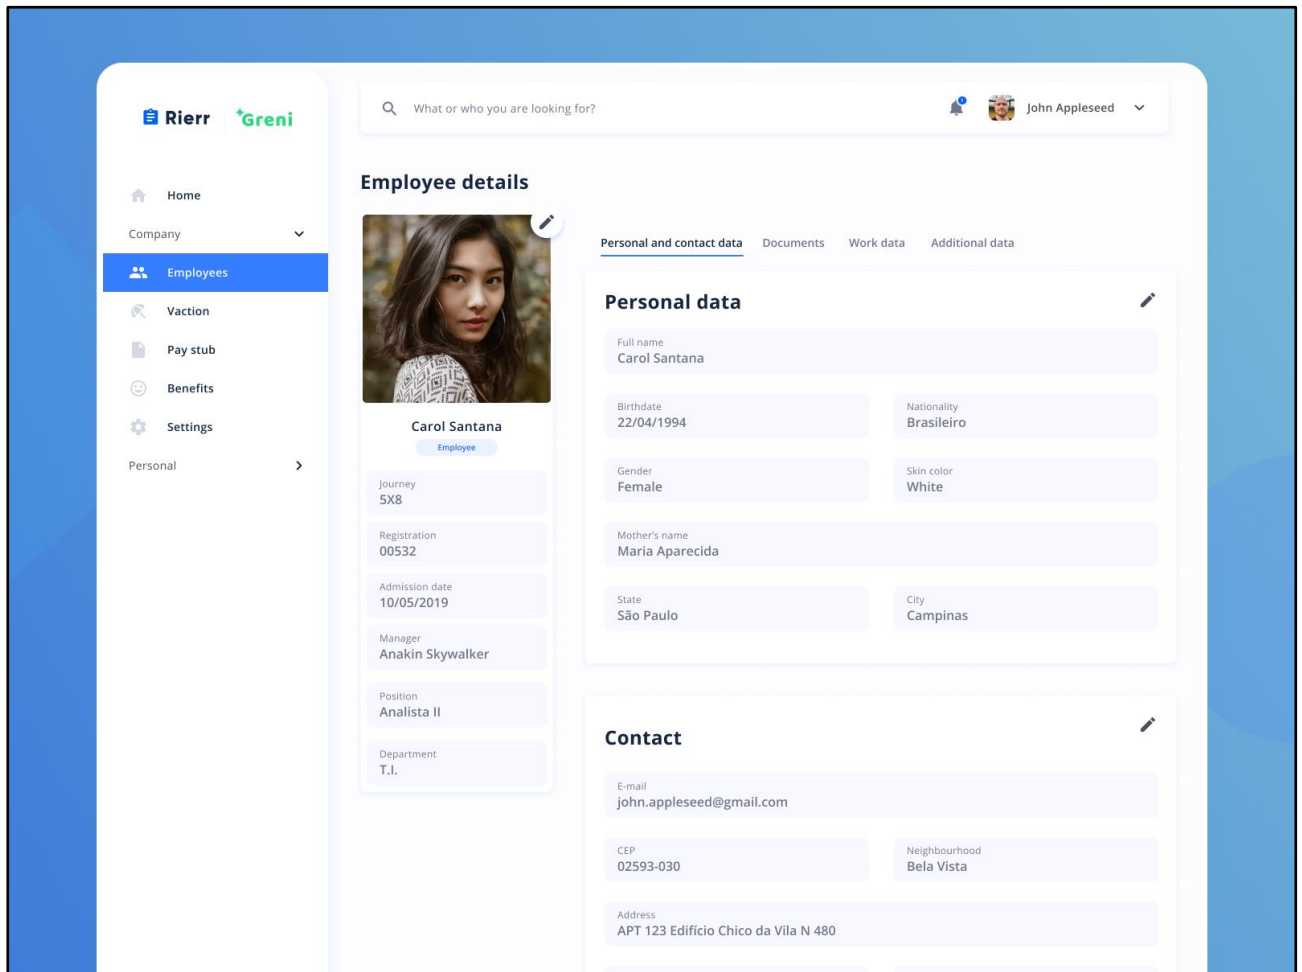 Rierr
Greni
What or who you are looking for?
John Appleseed
Home
Company
Employees
Vaction
Pay stub
Benefits
Settings
Personal
Employee details
Carol Santana
Employee
Journey
5X8
Registration
00532
Admission date
10/05/2019
Manager
Anakin Skywalker
Position
Analista II
Department
T.I.
Personal and contact data Documents Work data Additional data
Personal data
Full name
Carol Santana
Birthdate
22/04/1994
Nationality
Brasileiro
Gender
Female
Skin color
White
Mother's name
Maria Aparecida
State
São Paulo
City
Campinas
Contact
E-mail
john.appleseed@gmail.com
CEP
02593-030
Neighbourhood
Bela Vista
Address
APT 123 Edifício Chico da Vila N 480